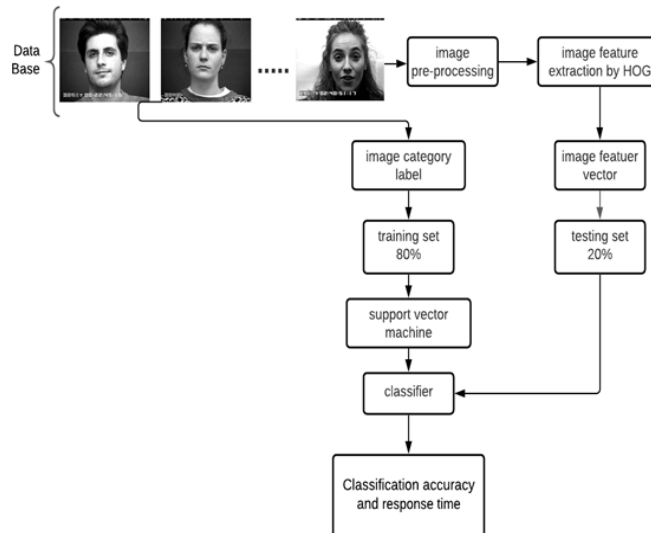 Data
Base
.....
image
pre-processing
image feature
extraction by HOG
image category
label
image featuer
vector
training set
80%
testing set
20%
support vector
machine
classifier
Classification accuracy
and response time